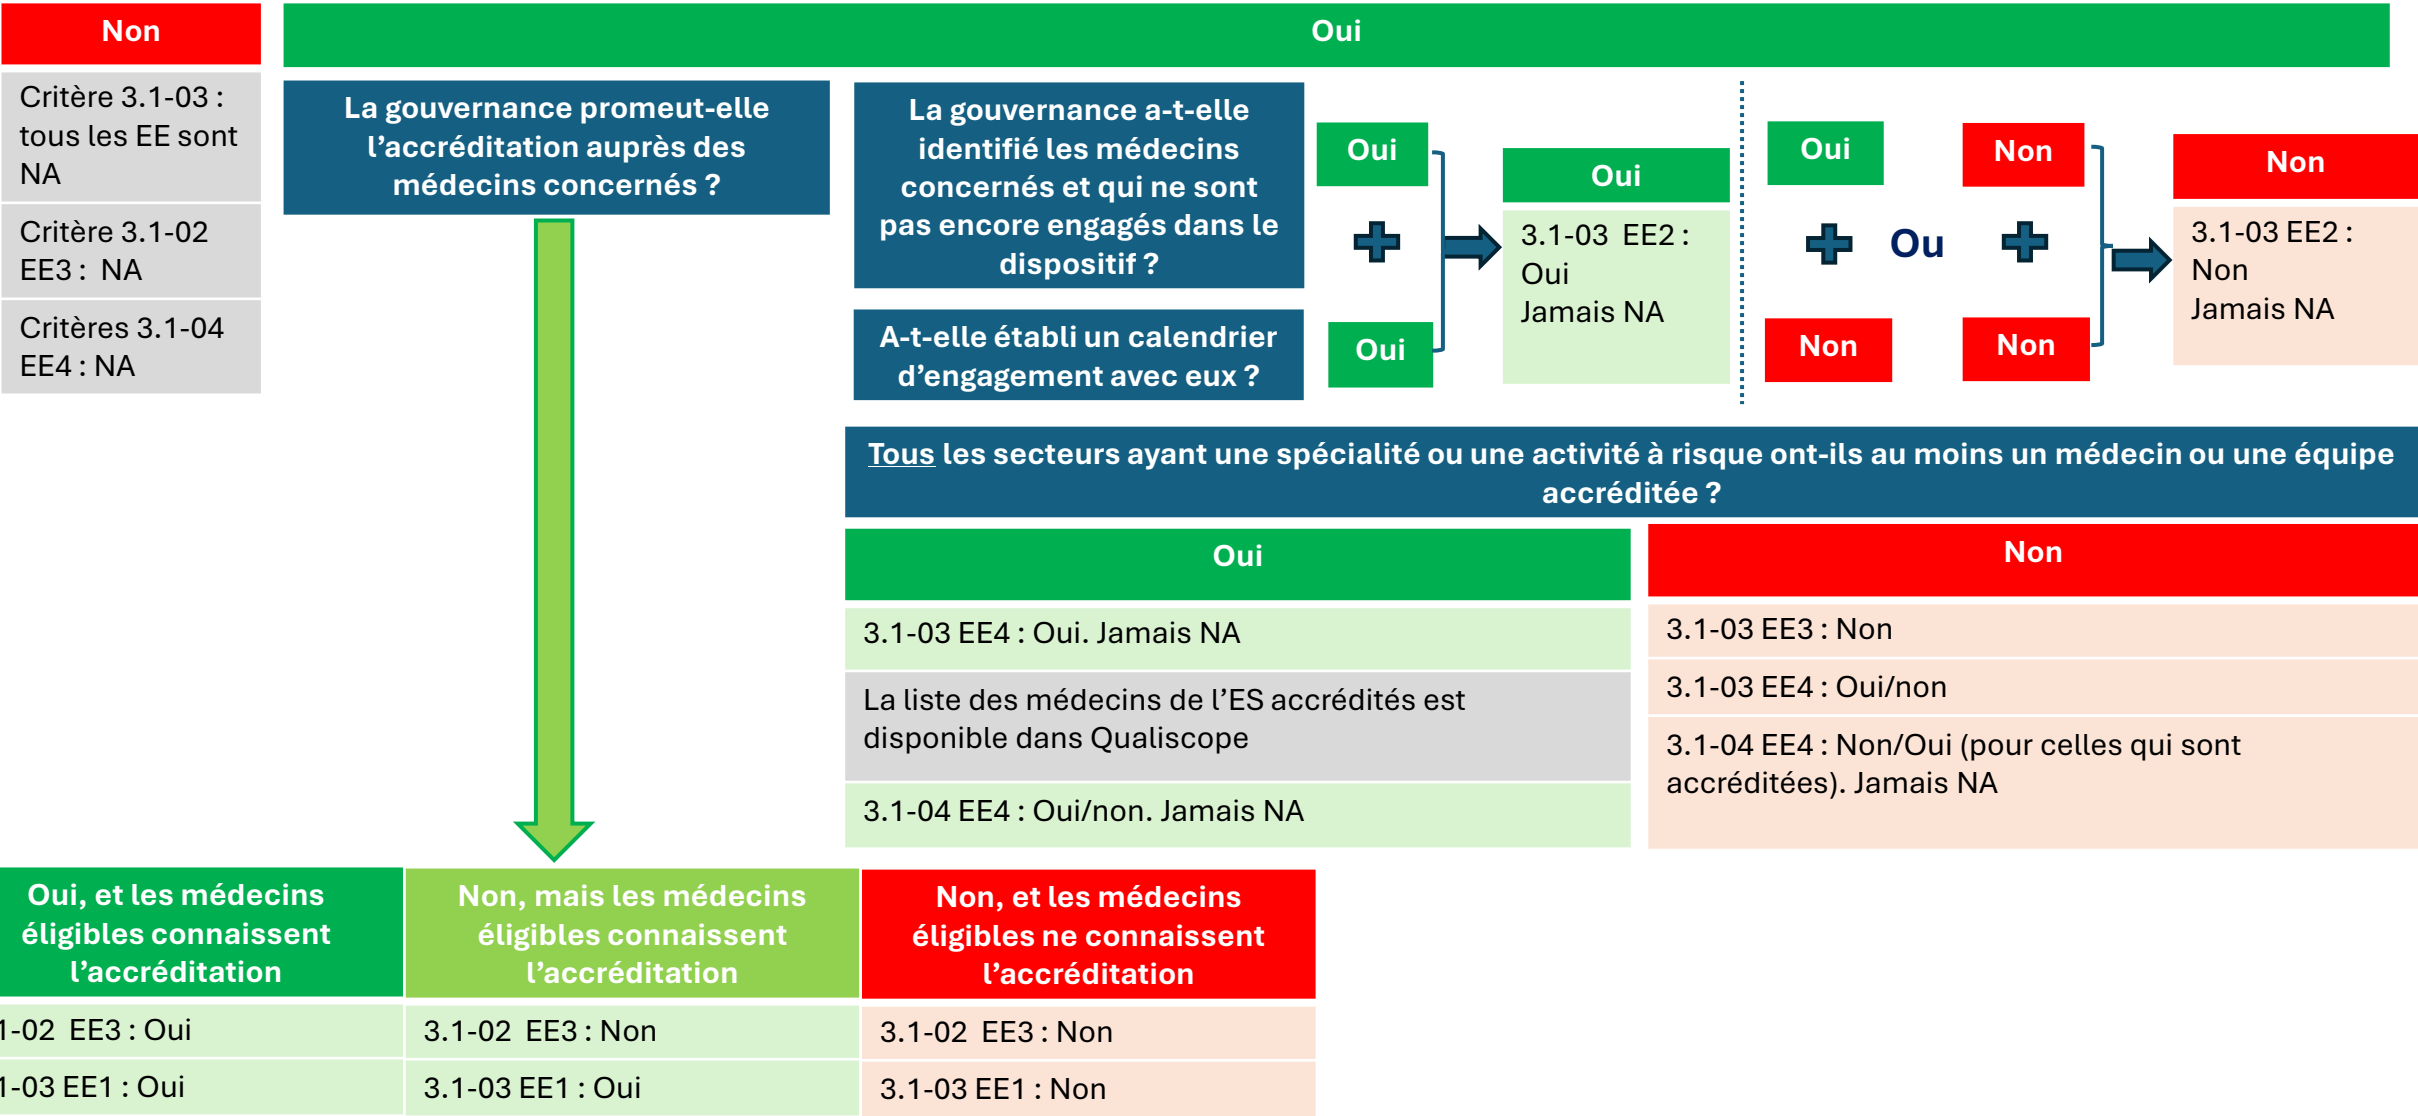 Non
Oui
Critère 3.1-03 :
tous les EE sont
NA
Critère 3.1-02
EE3 : NA
Critères 3.1-04
EE4 : NA
La gouvernance promeut-elle
l’accréditation auprès des
médecins concernés ?
La gouvernance a-t-elle
identifié les médecins
concernés et qui ne sont
pas encore engagés dans le
dispositif ?
A-t-elle établi un calendrier
d’engagement avec eux ?
Oui
Oui
Oui
3.1-03 EE2 :
Oui
Jamais NA
Oui
Non
Ou
Non
Non
Non
3.1-03 EE2 :
Non
Jamais NA
Tous les secteurs ayant une spécialité ou une activité à risque ont-ils au moins un médecin ou une équipe
accréditée ?
Oui
3.1-03 EE4 : Oui. Jamais NA
La liste des médecins de l’ES accrédités est
disponible dans Qualiscope
3.1-04 EE4 : Oui/non. Jamais NA
Non
3.1-03 EE3 : Non
3.1-03 EE4 : Oui/non
3.1-04 EE4 : Non/Oui (pour celles qui sont
accréditées). Jamais NA
Oui, et les médecins
éligibles connaissent
l’accréditation
1-02 EE3 : Oui
1-03 EE1 : Oui
Non, mais les médecins
éligibles connaissent
l’accréditation
3.1-02 EE3 : Non
3.1-03 EE1 : Oui
Non, et les médecins
éligibles ne connaissent
l’accréditation
3.1-02 EE3 : Non
3.1-03 EE1 : Non